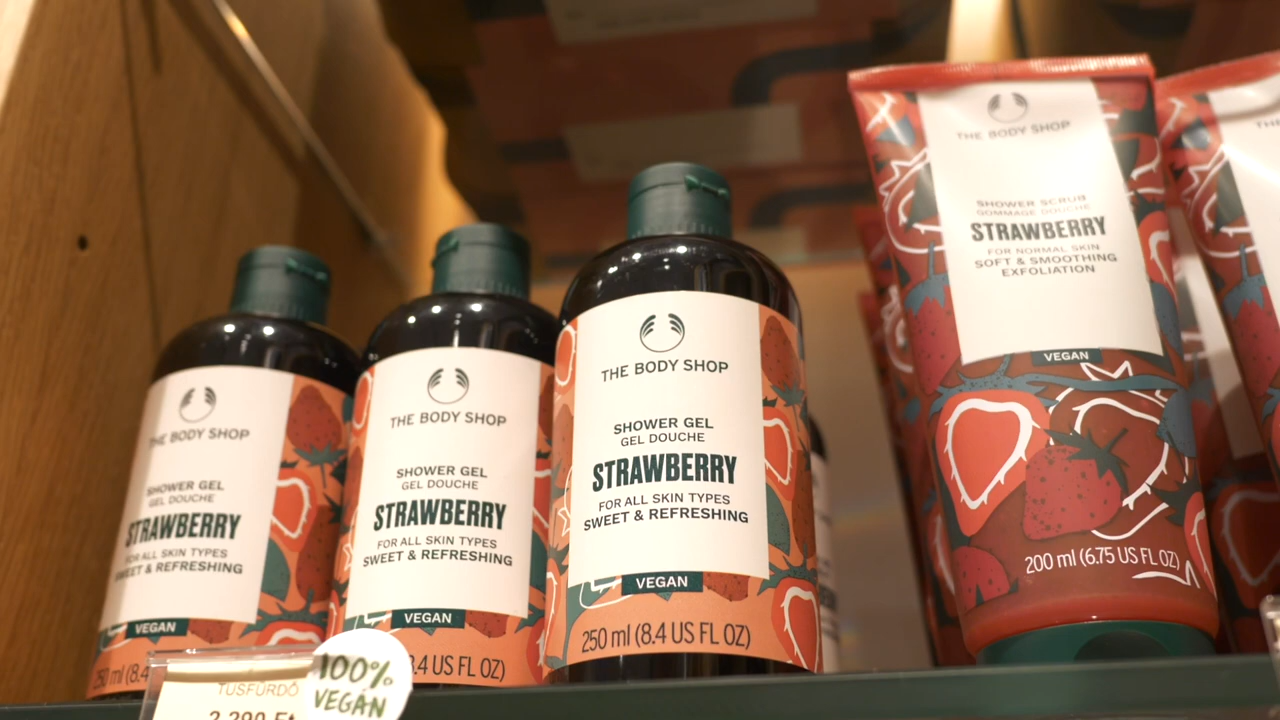 THE BODY SHOP
SHOWER GEL
GEL DOUCHE
STRAWBERRY
FOR ALL SKIN TYPES
SWEET & REFRESHING
VEGAN
250 ml (8.4
THE BODY SHOP
SHOWER GEL
GEL DOUCHE
STRAWBERRY
FOR ALL SKIN TYPES
SWEET & REFRESHING
VEGAN
8.4 US FL OZ)
THE BODY SHOP
SHOWER GEL
GEL DOUCHE
STRAWBERRY
FOR ALL SKIN TYPES
SWEET & REFRESHING
VEGAN
250 ml (8.4 US FL OZ)
THE BODY SHOP
SHOWER SCRUB
GOMMAGE DOUCHE
STRAWBERRY
FOR NORMAL SKIN
SOFT & SMOOTHING
EXFOLIATION
VEGAN
200 ml (6.75 US FL OZ)
TUSFÜRDŐ
100%
VEGÁN